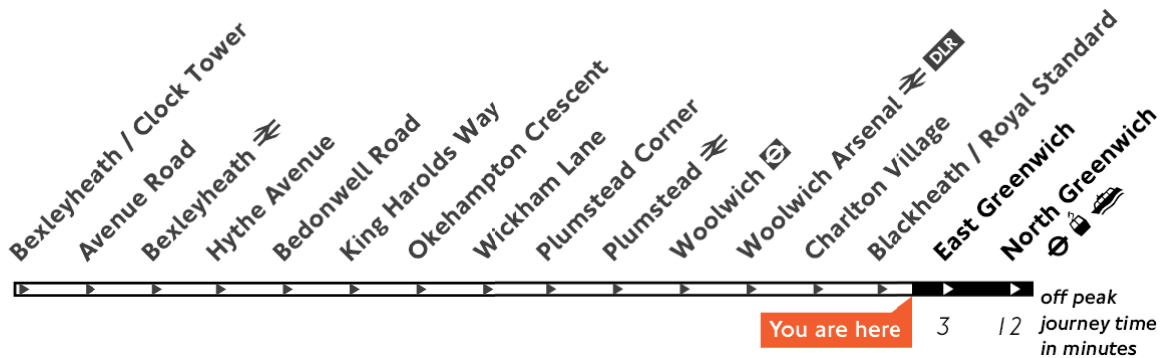 Bexleyheath / Clock Tower
Avenue Road
Bexleyheath
Hythe Avenue
Bedonwell Road
King Harolds Way
Okehampton Crescent
Wickham Lane
Plumstead Corner
Plumstead
Woolwich
Woolwich Arsenal DLR
Charlton Village
Blackheath / Royal Standard
East Greenwich
North Greenwich
You are here
3
12
off peak
journey time
in minutes